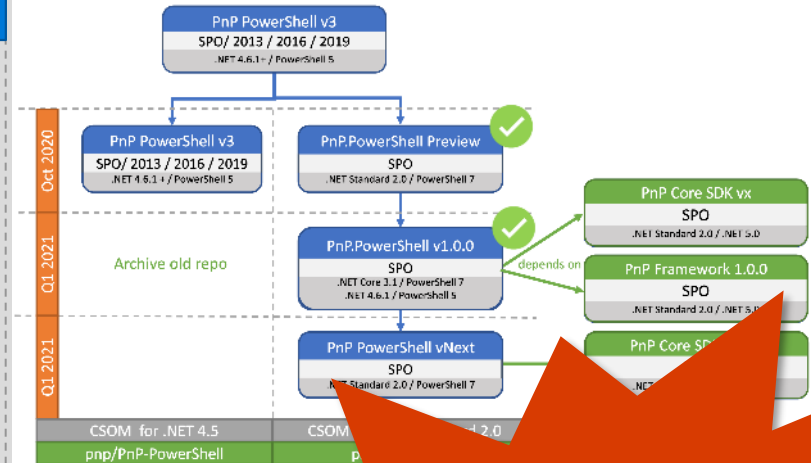 PnP PowerShell v3
SPO/ 2013 / 2016 / 2019
.NET 4.6.1+ / PowerShell 5
Oct 2020
PnP PowerShell v3
SPO/ 2013 / 2016 / 2019
.NET 4.6.1 + / PowerShell 5
PnP.PowerShell Preview
SPO
.NET Standard 2.0 / PowerShell 7
PnP Core SDK vx
SPO
.NET Standard 2.0 / .NET 5.0
Q1 2021
Archive old repo
PnP.PowerShell v1.0.0
SPO
.NET Core 3.1 / PowerShell 7
.NET 4.6.1 / PowerShell 5
depends on
PnP Framework 1.0.0
SPO
.NET Standard 2.0 / .NET 5.0
Q1 2021
PnP PowerShell vNext
SPO
.NET Standard 2.0 / PowerShell 7
PnP Core
CSOM for .NET 4.5
CSOM
2.0
pnp/PnP-PowerShell